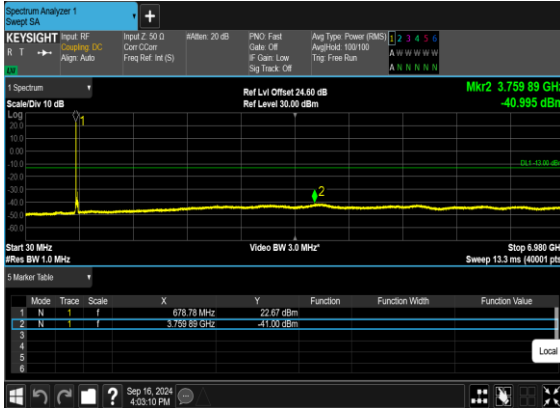 Spectrum Analyzer 1
Swept SA
+
KEYSIGHT
R T
Input: RF
Coupling: DC
Align: Auto
Input Z: 50 Ω
Corr CCorr
Freq Ref: Int (S)
#Atten: 20 dB
PNO: Fast
Gate: Off
IF Gain: Low
Sig Track: Off
Avg Type: Power (RMS)
Avg|Hold: 100/100
Trig: Free Run
1 2 3 4 5 6
A W W W W W
A N N N N N
1 Spectrum
Scale/Div 10 dB
Ref Lvl Offset 24.60 dB
Ref Level 30.00 dBm
Mkr2 3.759 89 GHz
-40.995 dBm
Log
20.0
10.0
0.00
-10.0
-20.0
-30.0
-40.0
-50.0
-60.0
1
2
DL1 -13.00 dBm
Start 30 MHz
#Res BW 1.0 MHz
Video BW 3.0 MHz*
Stop 6.980 GHz
Sweep 13.3 ms (40001 pts)
5 Marker Table
Mode Trace Scale X Y Function Function Width Function Value
1 N 1 f 678.78 MHz 22.67 dBm
2 N 1 f 3.759 89 GHz -41.00 dBm
3
4
5
6
Local
?
Sep 16, 2024
4:03:10 PM